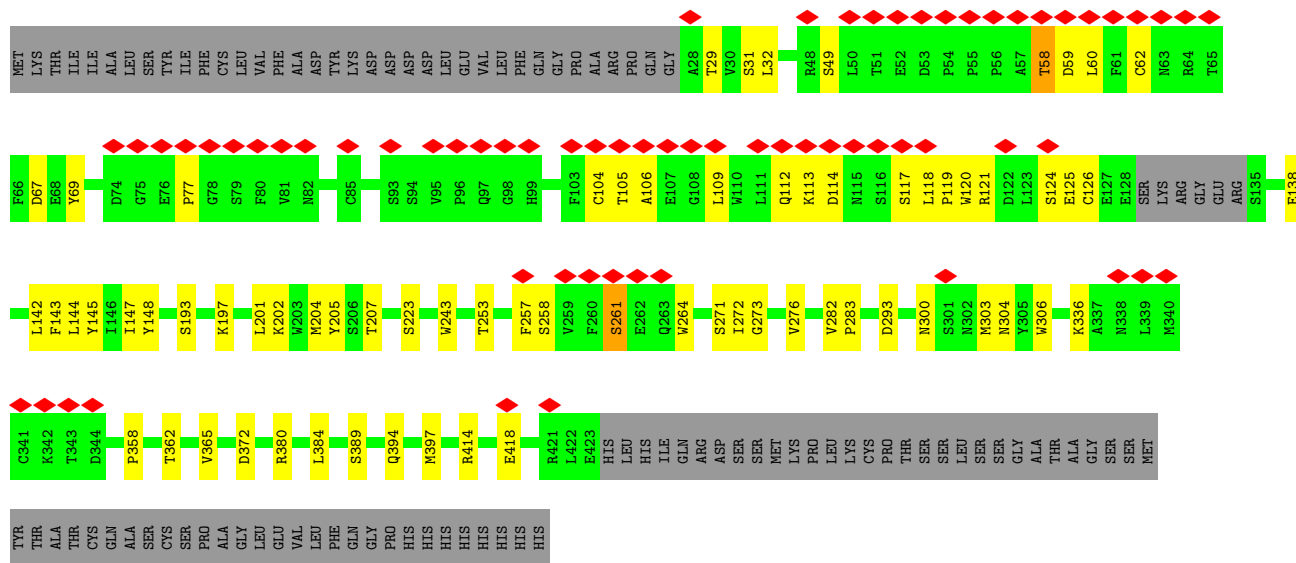 MET LYS THR ILE ILE ALA LEU SER TYR ILE PHE CYS LEU VAL PHE ALA ASP TYR LYS ASP ASP ASP ASP LEU GLU VAL LEU PHE GLN GLY PRO ALA ARG PRO GLN GLY A28 T29 V30 S31 L32 R48 S49 L50 T51 E52 D53 P54 P55 P56 A57 T58 D59 L60 F61 C62 N63 R64 T65
F66 D67 E68 Y69 D74 G75 E76 P77 G78 S79 F80 V81 N82 C85 S93 S94 V95 P96 Q97 G98 H99 F103 C104 T105 A106 E107 G108 L109 W110 L111 Q112 K113 D114 N115 S116 S117 L118 P119 W120 R121 D122 L123 S124 E125 C126 E127 E128 SER LYS ARG GLY GLU ARG S135 F138
L142 F143 L144 Y145 I146 I147 Y148 S193 K197 L201 K202 W203 M204 Y205 S206 T207 S223 W243 T253 F257 S258 V259 F260 S261 E262 Q263 W264 S271 I272 G273 V276 V282 P283 D293 N300 S301 N302 M303 N304 Y305 W306 K336 A337 N338 L339 M340
C341 K342 T343 D344 P358 T362 V365 D372 R380 L384 S389 Q394 M397 R414 E418 R421 L422 E423 HIS LEU HIS ILE GLN ARG ASP SER SER MET LYS PRO LEU LYS CYS PRO THR SER SER LEU SER SER GLY ALA THR ALA GLY SER SER MET
TYR THR ALA THR CYS GLN ALA SER CYS SER PRO ALA GLY LEU GLU VAL LEU PHE GLN GLY PRO HIS HIS HIS HIS HIS HIS HIS HIS